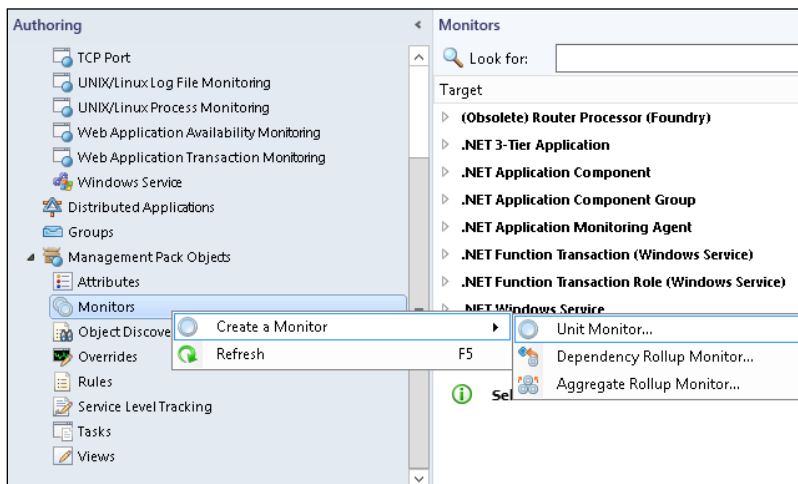 Authoring
TCP Port
UNIX/Linux Log File Monitoring
UNIX/Linux Process Monitoring
Web Application Availability Monitoring
Web Application Transaction Monitoring
Windows Service
Distributed Applications
Groups
Management Pack Objects
Attributes
Monitors
Object Discove
Overrides
Rules
Service Level Tracking
Tasks
Views
Create a Monitor
Refresh F5
Unit Monitor...
Dependency Rollup Monitor...
Aggregate Rollup Monitor...
Monitors
Look for:
Target
(Obsolete) Router Processor (Foundry)
.NET 3-Tier Application
.NET Application Component
.NET Application Component Group
.NET Application Monitoring Agent
.NET Function Transaction (Windows Service)
.NET Function Transaction Role (Windows Service)
.NET Windows Service
Sel